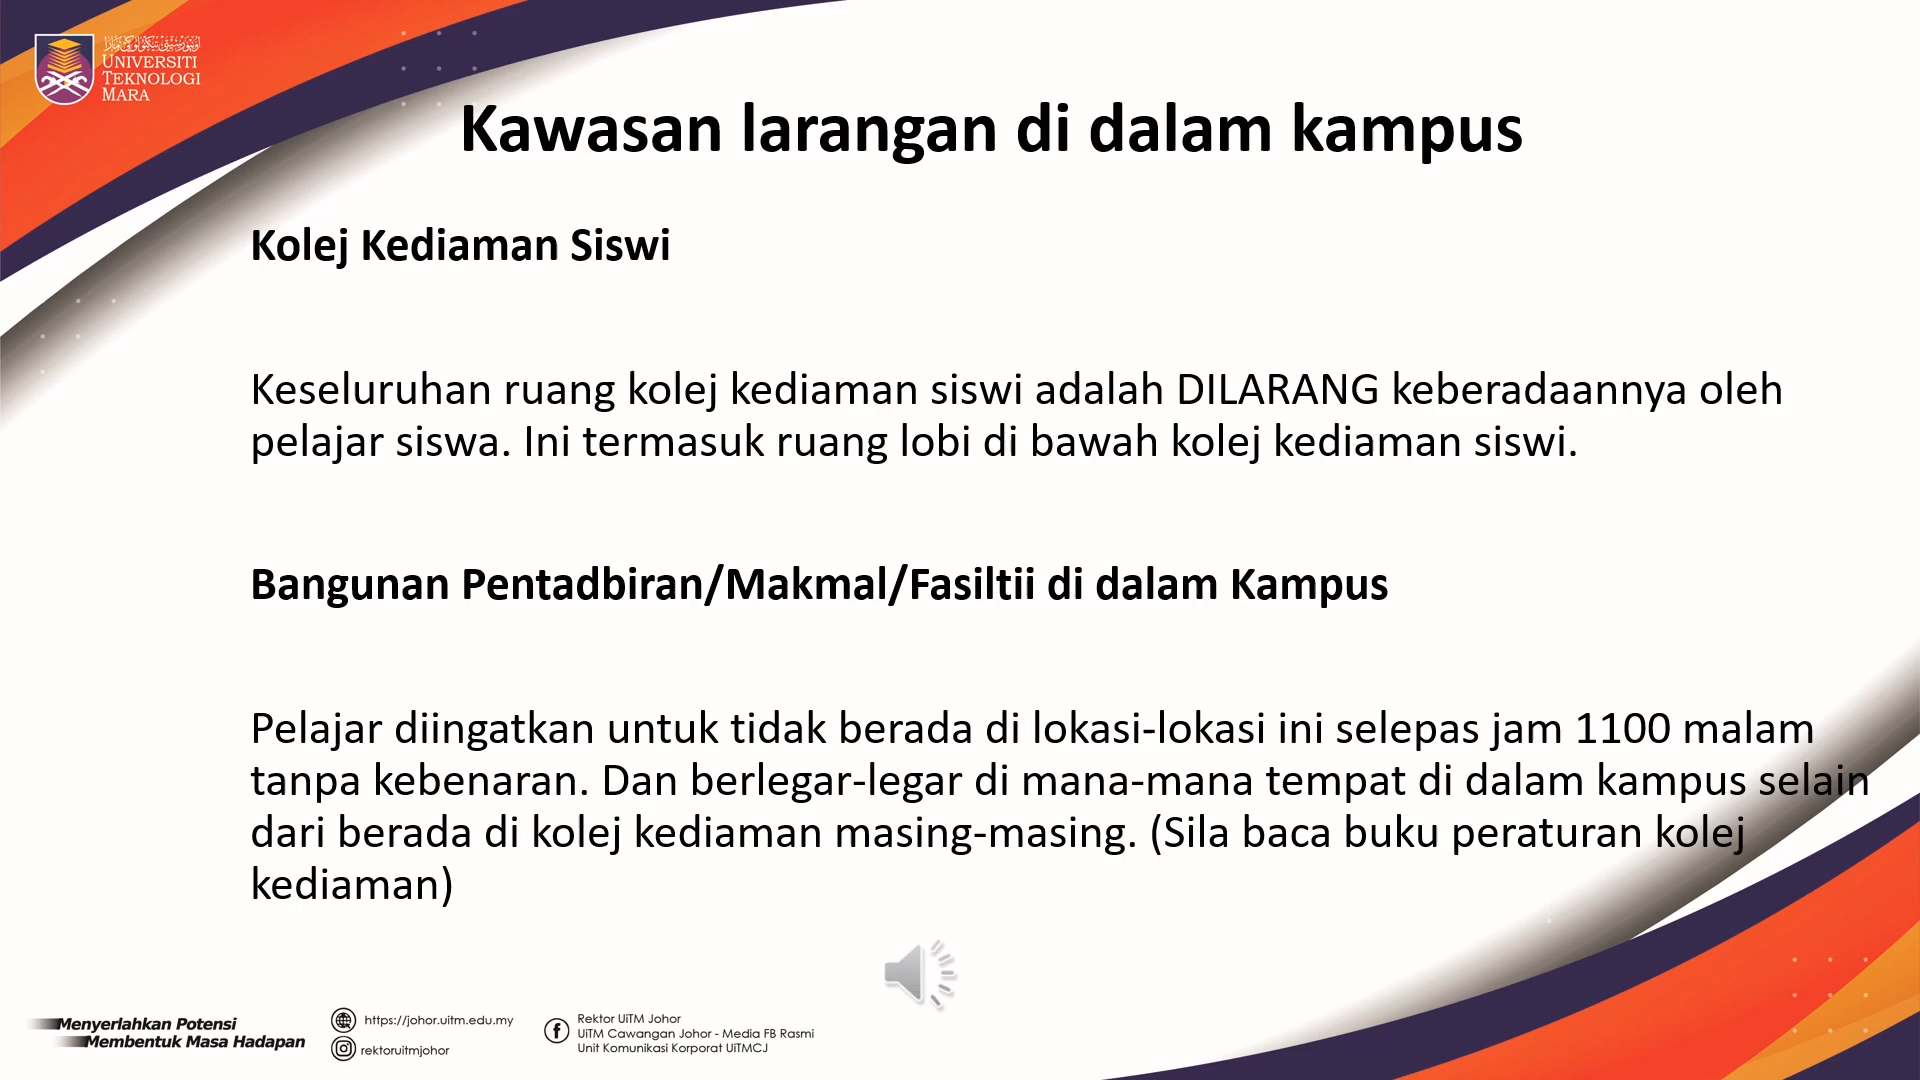 UNIVERSITI
TEKNOLOGI
MARA
Kawasan larangan di dalam kampus
Kolej Kediaman Siswi
Keseluruhan ruang kolej kediaman siswi adalah DILARANG keberadaannya oleh
pelajar siswa. Ini termasuk ruang lobi di bawah kolej kediaman siswi.
Bangunan Pentadbiran/Makmal/Fasiltii di dalam Kampus
Pelajar diingatkan untuk tidak berada di lokasi-lokasi ini selepas jam 1100 malam
tanpa kebenaran. Dan berlegar-legar di mana-mana tempat di dalam kampus selain
dari berada di kolej kediaman masing-masing. (Sila baca buku peraturan kolej
kediaman)
Menyerlahkan Potensi
Membentuk Masa Hadapan
https://johor.uitm.edu.my
rektoruitmjohor
Rektor UiTM Johor
UiTM Cawangan Johor - Media FB Rasmi
Unit Komunikasi Korporat UiTMCJ